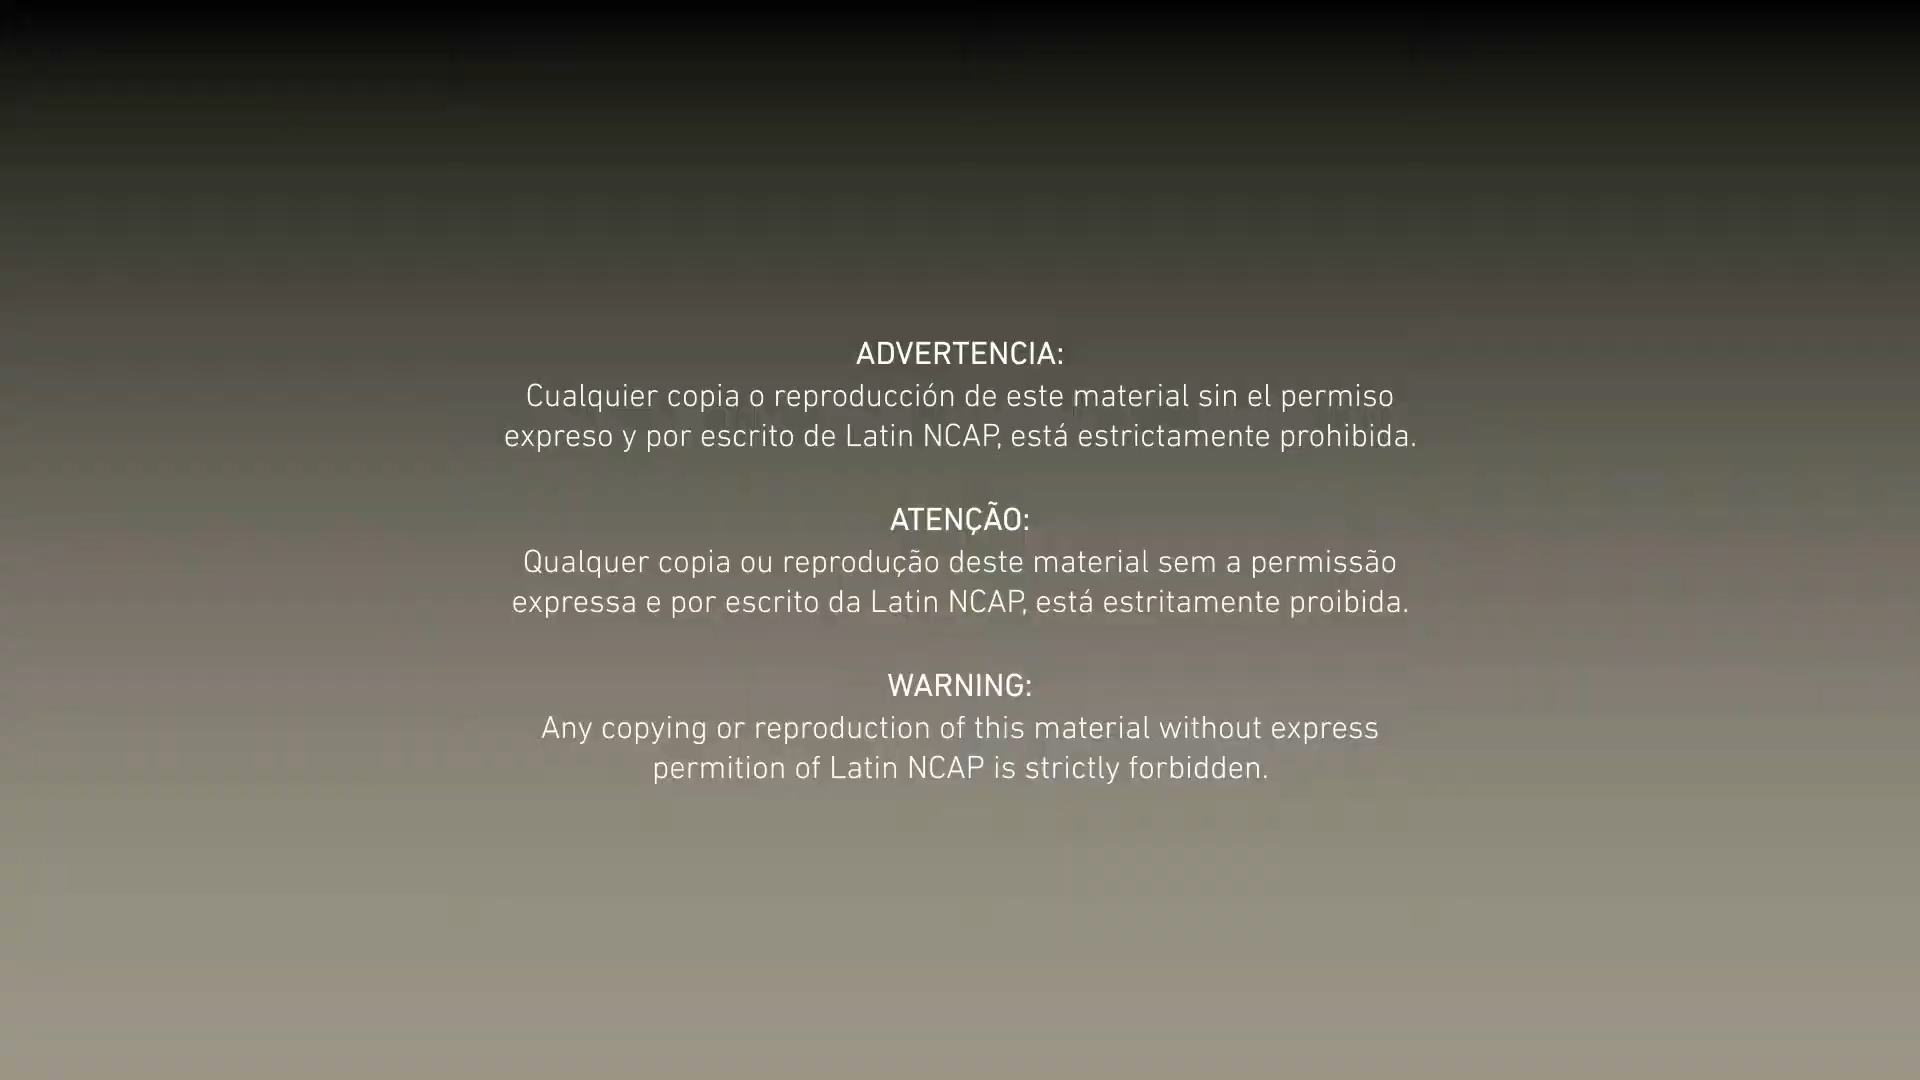 ADVERTENCIA:
Cualquier copia o reproducción de este material sin el permiso
expreso y por escrito de Latin NCAP, está estrictamente prohibida.
ATENÇÃO:
Qualquer copia ou reprodução deste material sem a permissão
expressa e por escrito da Latin NCAP, está estritamente proibida.
WARNING:
Any copying or reproduction of this material without express
permition of Latin NCAP is strictly forbidden.